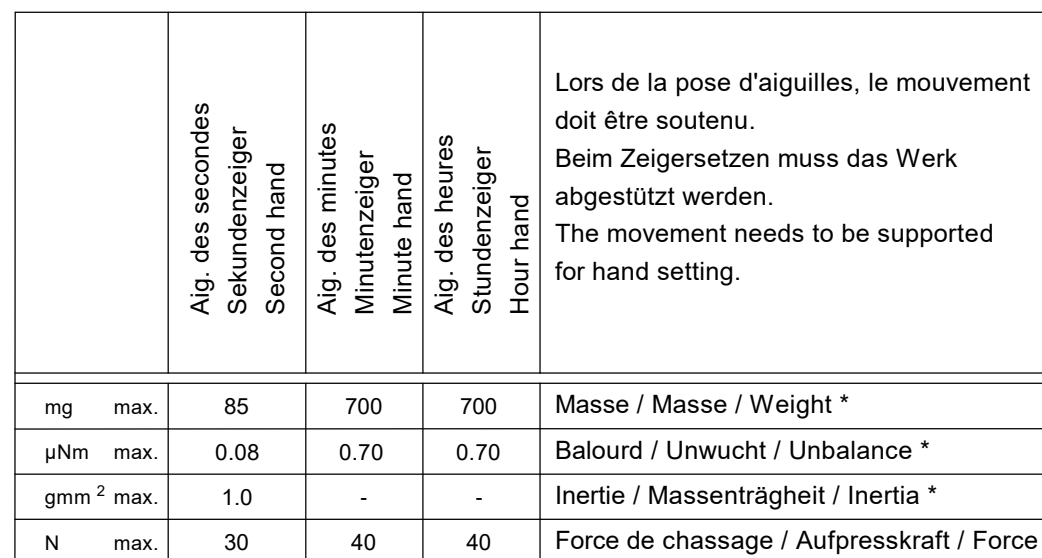 Aig. des secondes
Sekundenzeiger
Second hand
Aig. des minutes
Minutenzeiger
Minute hand
Aig. des heures
Stundenzeiger
Hour hand
Lors de la pose d'aiguilles, le mouvement
doit être soutenu.
Beim Zeigersetzen muss das Werk
abgestützt werden.
The movement needs to be supported
for hand setting.
mg max. 85 700 700 Masse / Masse / Weight *
µNm max. 0.08 0.70 0.70 Balourd / Unwucht / Unbalance *
gmm 2 max. 1.0 - - Inertie / Massenträgheit / Inertia *
N max. 30 40 40 Force de chassage / Aufpresskraft / Force